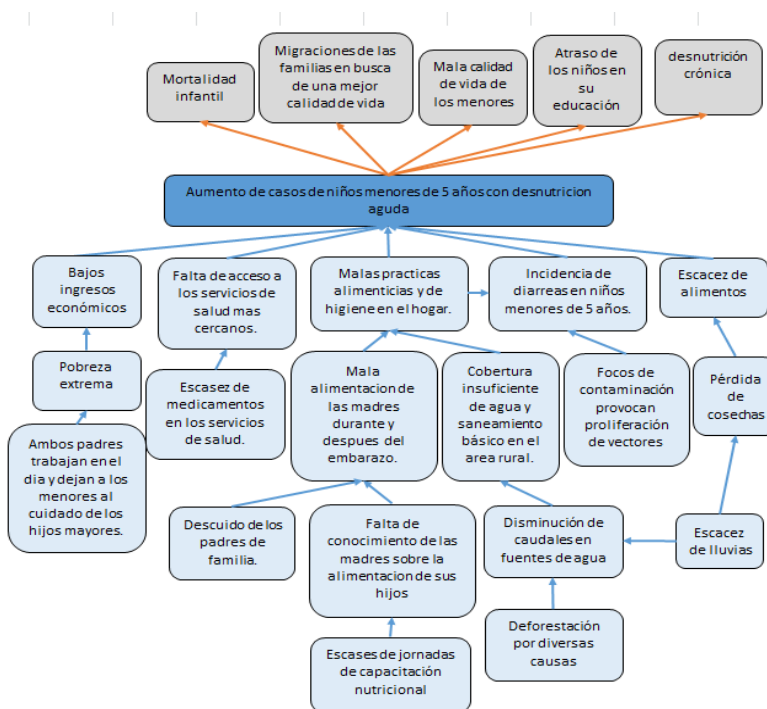 Mortalidad
infantil
Migraciones de las
familias en busca
de una mejor
calidad de vida
Mala calidad
de vida de
los menores
Atraso de
los niños en
su
educación
desnutrición
crónica
Aumento de casos de niños menores de 5 años con desnutricion
aguda
Bajos
ingresos
económicos
Falta de acceso a
los servicios de
salud mas
cercanos.
Malas practicas
alimenticias y de
higiene en el hogar.
Incidencia de
diarreas en niños
menores de 5 años.
Escacez de
alimentos
Pobreza
extrema
Escasez de
medicamentos
en los servicios
de salud.
Mala
alimentacion de
las madres
durante y
despues del
embarazo.
Cobertura
insuficiente
de agua y
saneamiento
básico en el
area rural.
Focos de
contaminación
provocan
proliferación
de vectores
Pérdida
de
cosechas
Ambos padres
trabajan en el
dia y dejan a los
menores al
cuidado de los
hijos mayores.
Descuido de los
padres de
familia.
Falta de
conocimiento de las
madres sobre la
alimentacion de sus
hijos
Disminución de
caudales en
fuentes de agua
Escacez
de lluvias
Escases de jornadas
de capacitación
nutricional
Deforestación
por diversas
causas